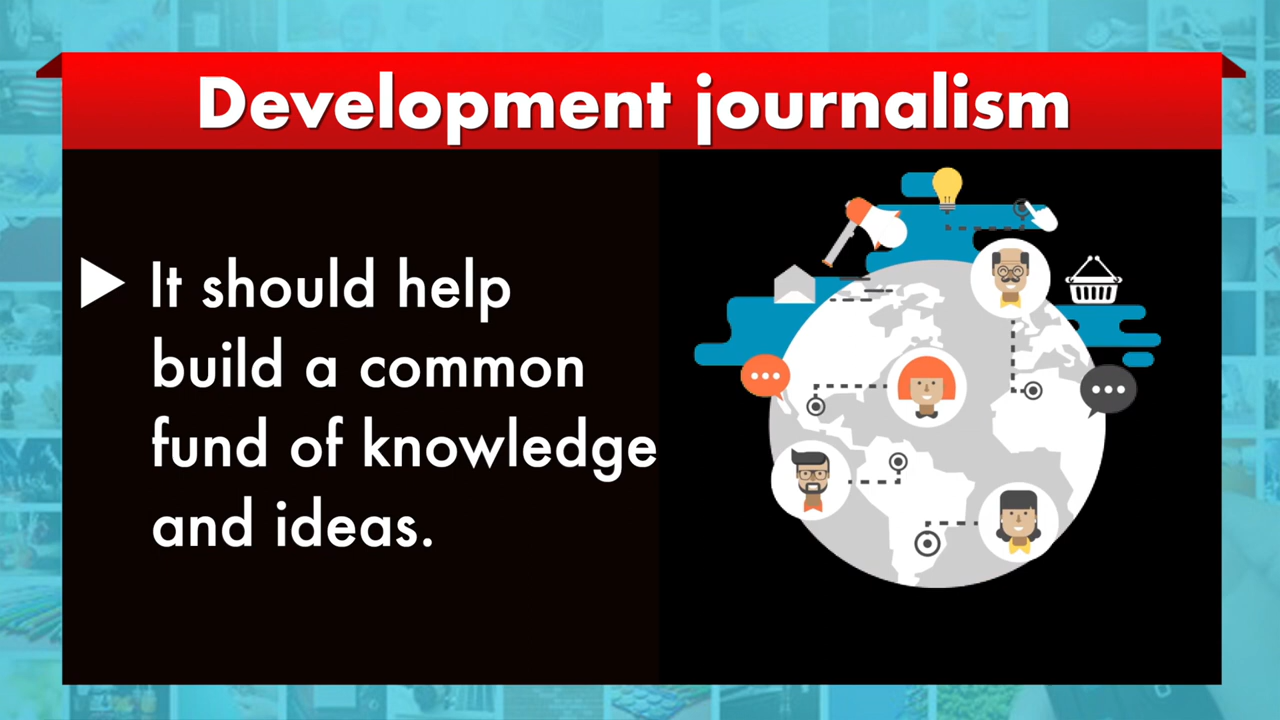 Development journalism
It should help
build a common
fund of knowledge
and ideas.